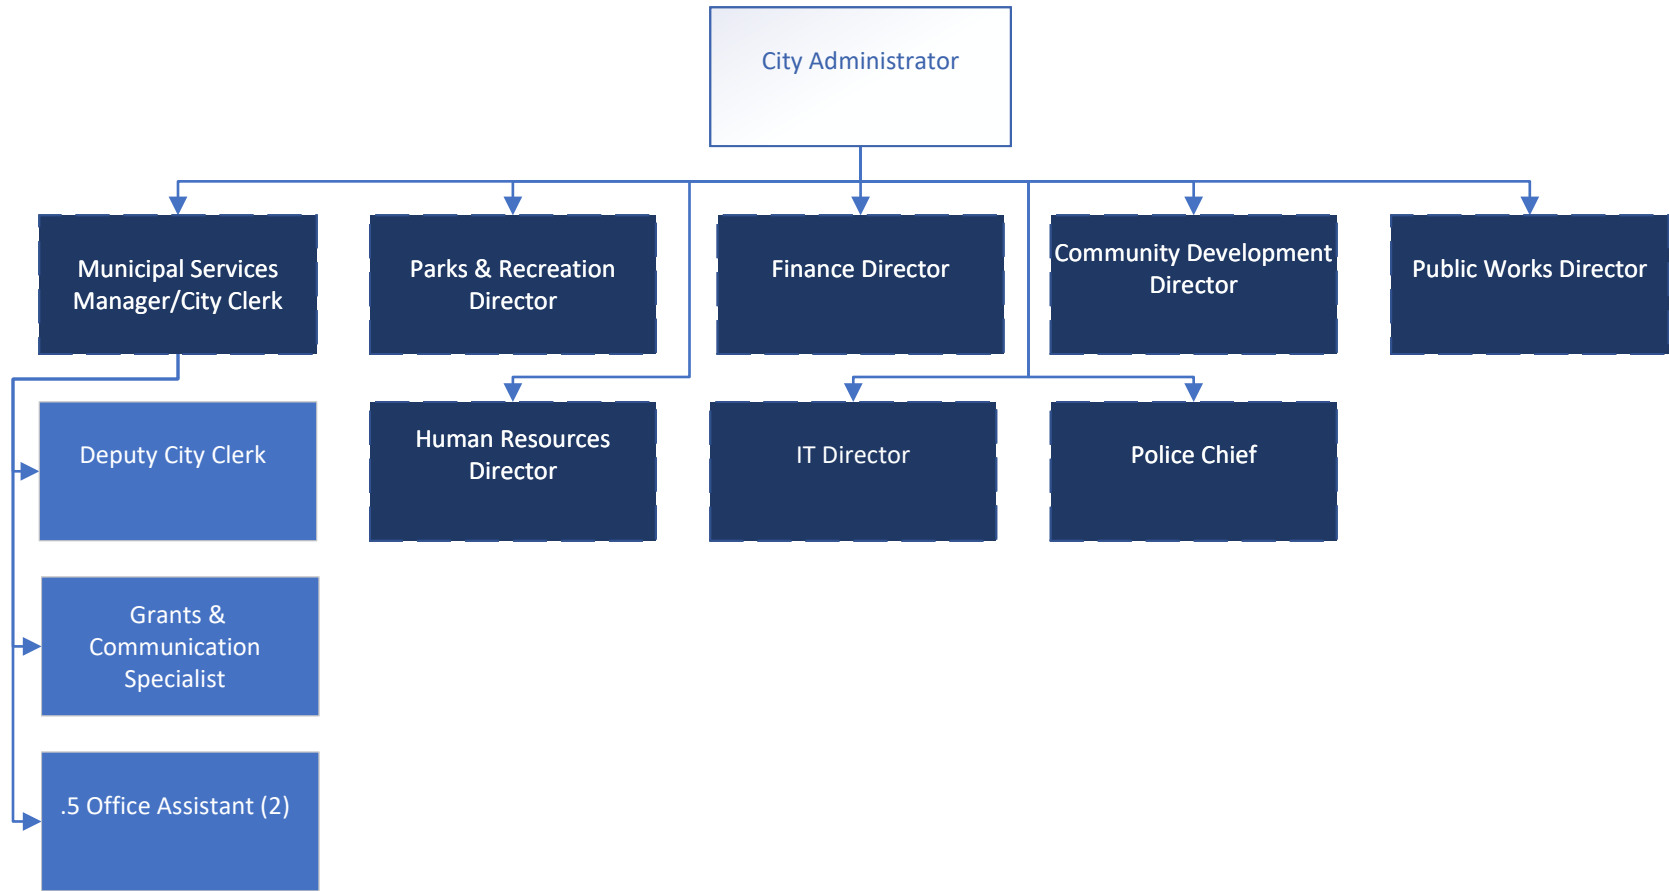 City Administrator
Municipal Services
Manager/City Clerk
Parks & Recreation
Director
Finance Director
Community Development
Director
Public Works Director
Deputy City Clerk
Human Resources
Director
IT Director
Police Chief
Grants &
Communication
Specialist
.5 Office Assistant (2)